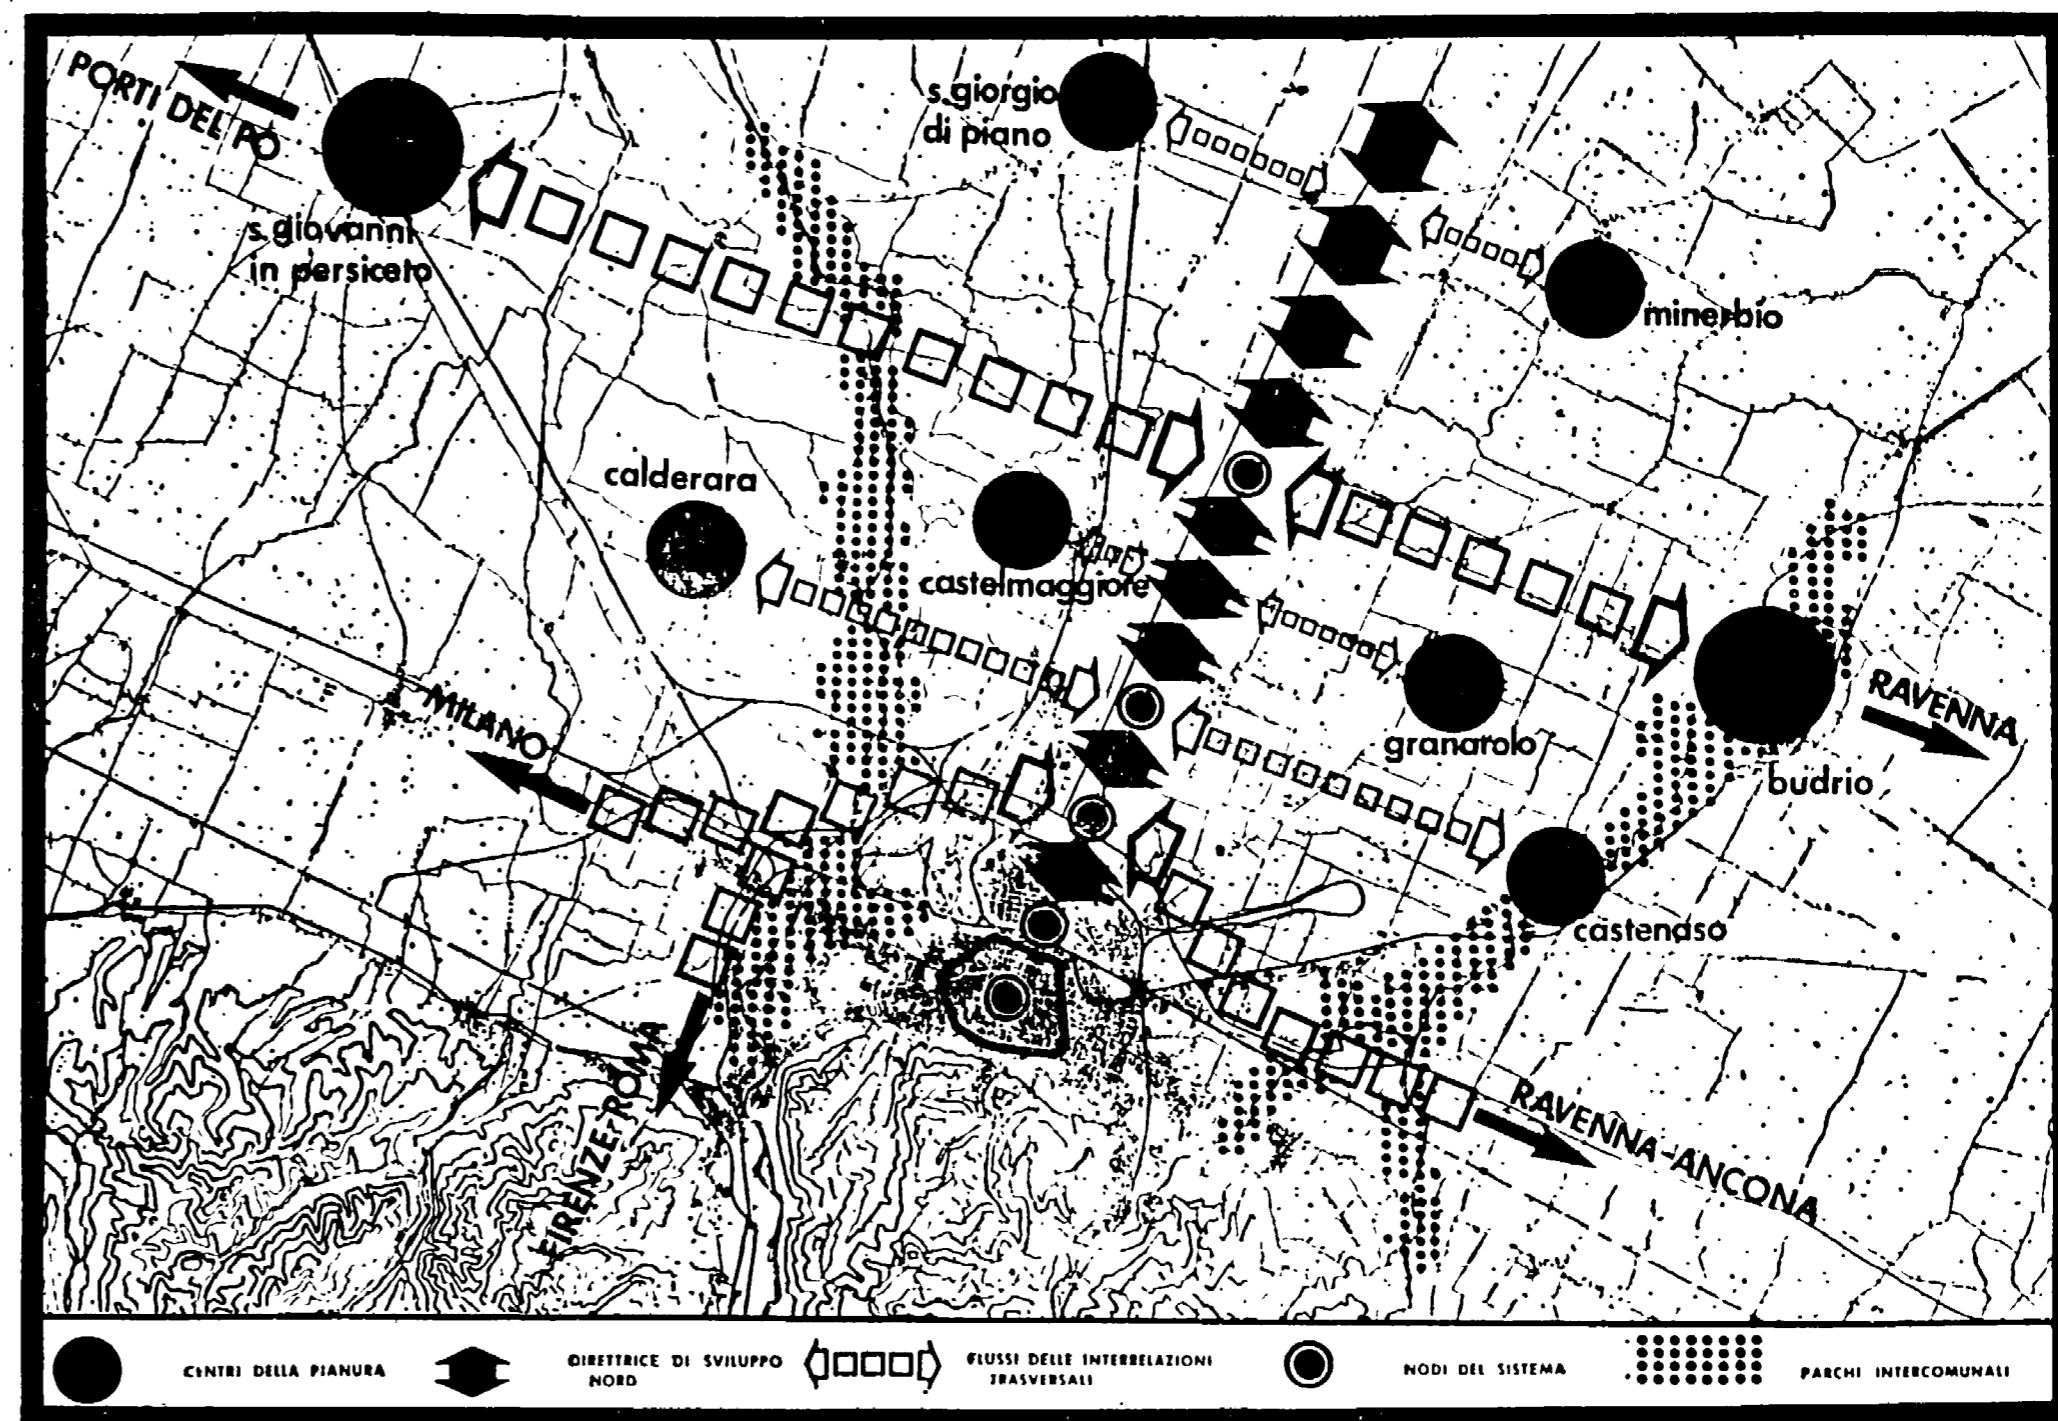 PORTI DEL PO
s. giorgio
di piano
s. giovanni
in persiceto
minerbio
calderara
castelmaggiore
MILANO
granarolo
RAVENNA
budrio
castenaso
FIRENZE-ROMA
RAVENNA-ANCONA
CENTRI DELLA PIANURA
DIRETTRICE DI SVILUPPO
NORD
FLUSSI DELLE INTERRELAZIONI
TRASVERSALI
NODI DEL SISTEMA
PARCHI INTERCOMUNALI